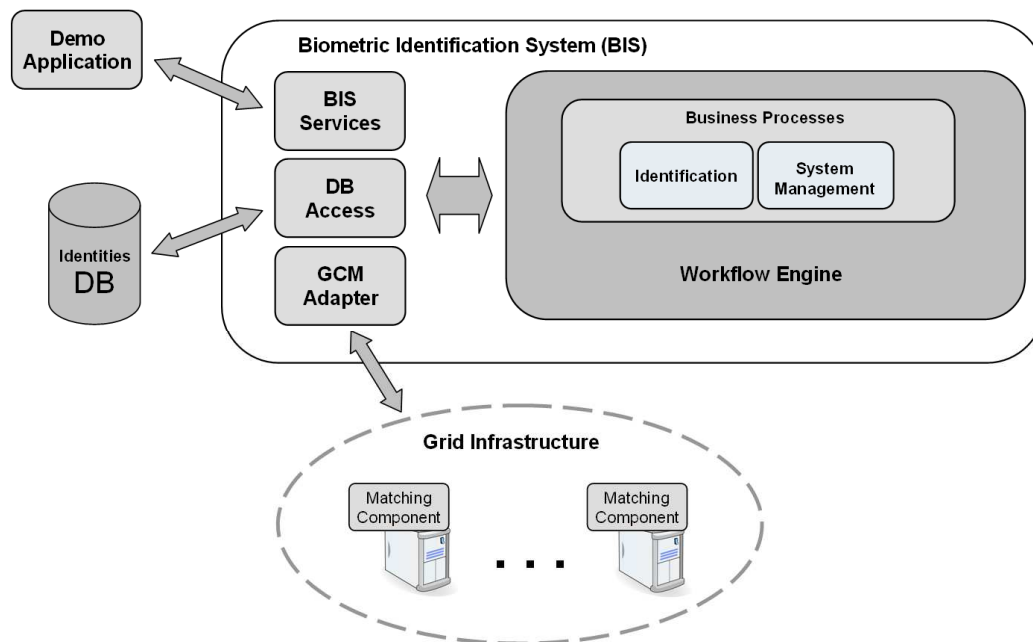 Demo
Application
Biometric Identification System (BIS)
BIS
Services
DB
Access
GCM
Adapter
Identities
DB
Business Processes
Identification
System
Management
Workflow Engine
Grid Infrastructure
Matching
Component
. . .
Matching
Component